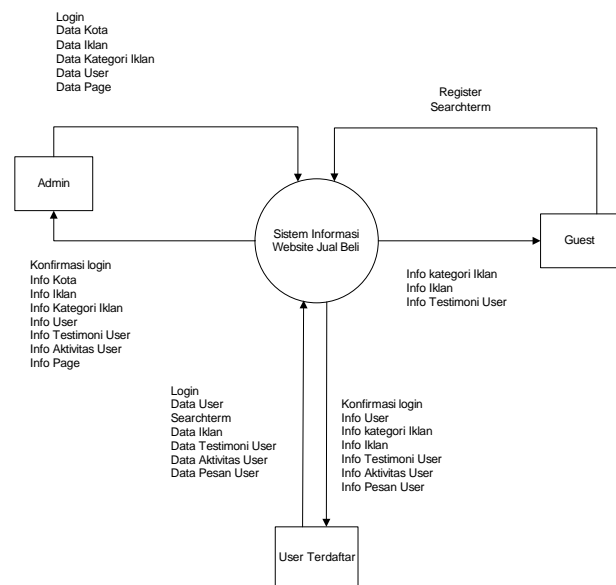 Login
Data Kota
Data Iklan
Data Kategori Iklan
Data User
Data Page
Register
Searchterm
Admin
Sistem Informasi
Website Jual Beli
Guest
Konfirmasi login
Info Kota
Info Iklan
Info Kategori Iklan
Info User
Info Testimoni User
Info Aktivitas User
Info Page
Info kategori Iklan
Info Iklan
Info Testimoni User
Login
Data User
Searchterm
Data Iklan
Data Testimoni User
Data Aktivitas User
Data Pesan User
Konfirmasi login
Info User
Info kategori Iklan
Info Iklan
Info Testimoni User
Info Aktivitas User
Info Pesan User
User Terdaftar